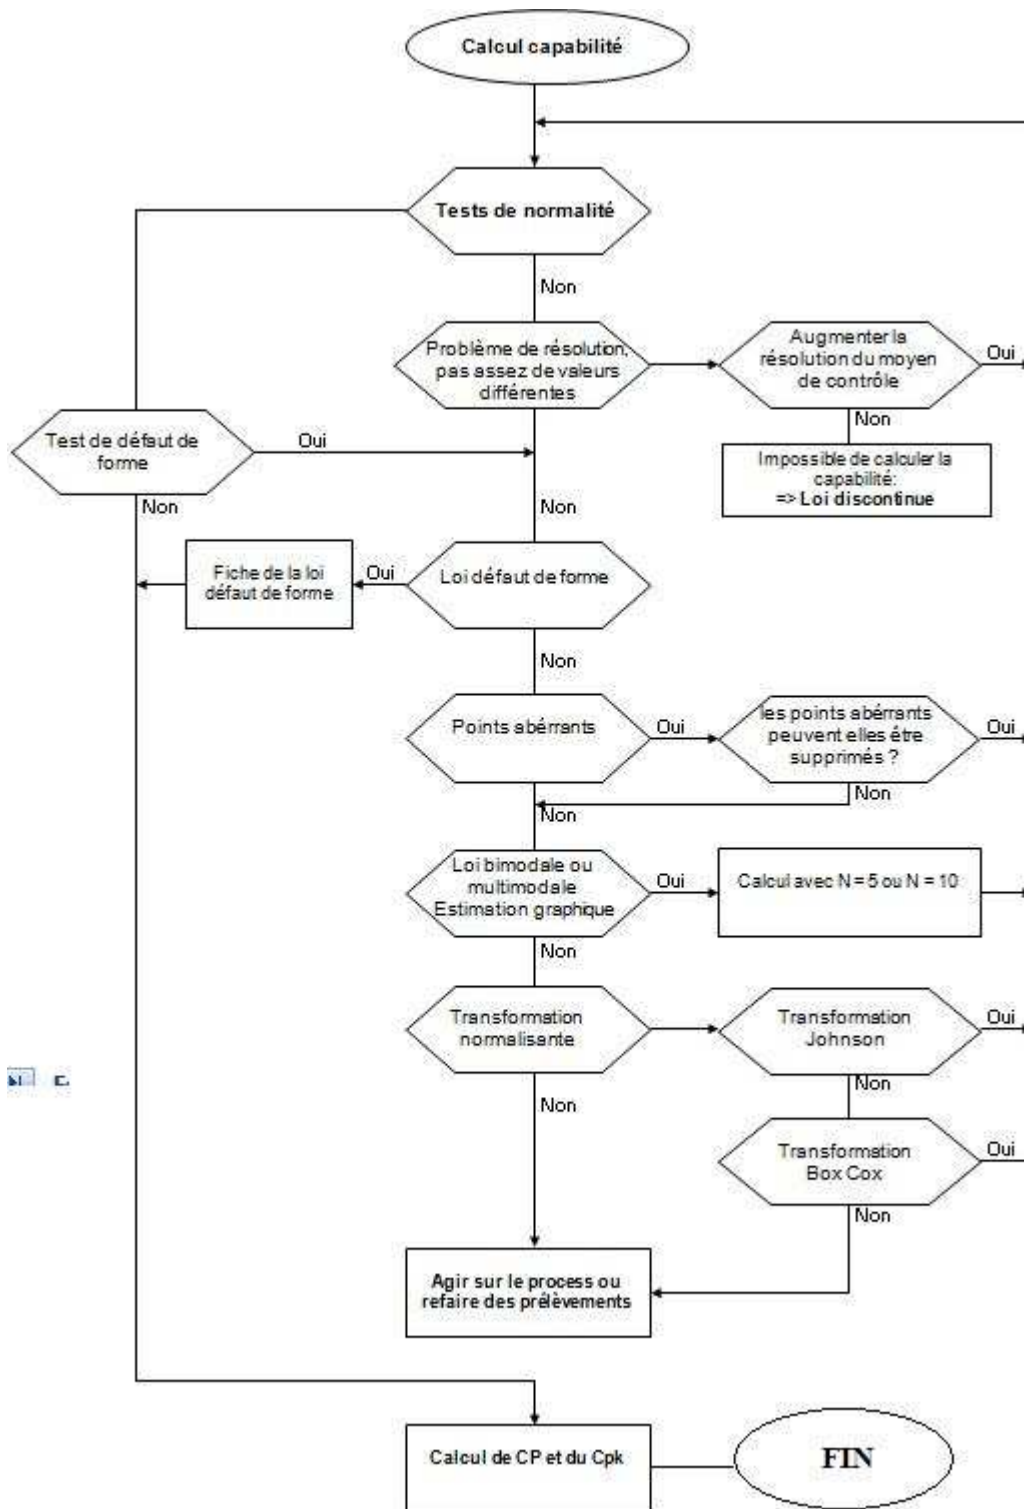 Calcul capabilité
Tests de normalité
Non
Problème de résolution,
pas assez de valeurs
différentes
Augmenter la
résolution du moyen
de contrôle
Oui
Non
Test de défaut de
forme
Oui
Non
Impossible de calculer la
capabilité:
=> Loi discontinue
Non
Fiche de la loi
défaut de forme
Oui
Loi défaut de forme
Non
Points abérrants
Oui
les points abérrants
peuvent elles étre
supprimés ?
Oui
Non
Non
Loi bimodale ou
multimodale
Estimation graphique
Oui
Calcul avec N = 5 ou N = 10
Non
Transformation
normalisante
Transformation
Johnson
Oui
Non
Non
Transformation
Box Cox
Oui
Non
Agir sur le process ou
refaire des prélèvements
Calcul de CP et du Cpk
FIN